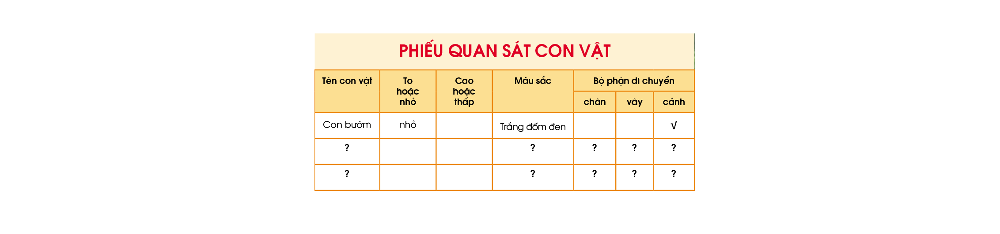 PHIẾU QUAN SÁT CON VẬT
Tên con vật
To
hoặc
nhỏ
Cao
hoặc
thấp
Màu sắc
Bộ phận di chuyển
chân
vây
cánh
Con bướm
nhỏ
Trắng đốm đen
√
?
?
?
?
?
?
?
?
?
?